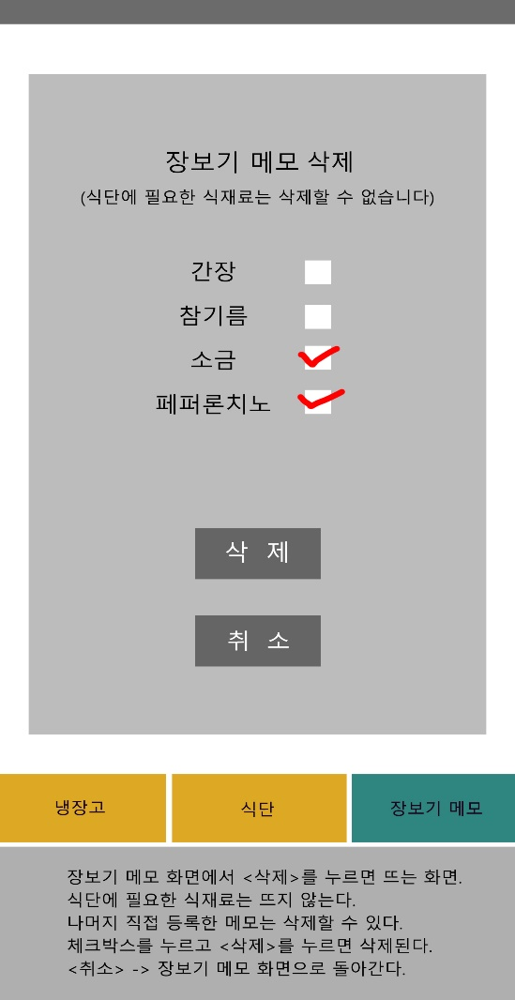 장보기 메모 삭제
(식단에 필요한 식재료는 삭제할 수 없습니다)
간장
참기름
소금
페퍼론치노
삭 제
취 소
냉장고 식단 장보기 메모
장보기 메모 화면에서 <삭제>를 누르면 뜨는 화면.
식단에 필요한 식재료는 뜨지 않는다.
나머지 직접 등록한 메모는 삭제할 수 있다.
체크박스를 누르고 <삭제>를 누르면 삭제된다.
<취소> -> 장보기 메모 화면으로 돌아간다.